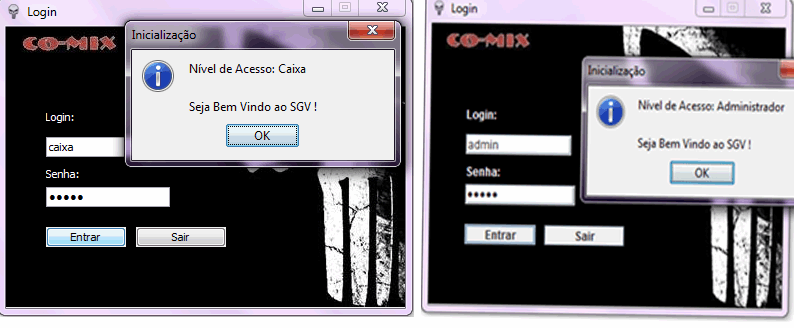 Login
CO-MIX
Inicialização
Nível de Acesso: Caixa
Seja Bem Vindo ao SGV !
OK
Login:
caixa
Senha:
Entrar
Sair
Login
CO-MIX
Inicialização
Nível de Acesso: Administrador
Seja Bem Vindo ao SGV !
OK
Login:
admin
Senha:
Entrar
Sair